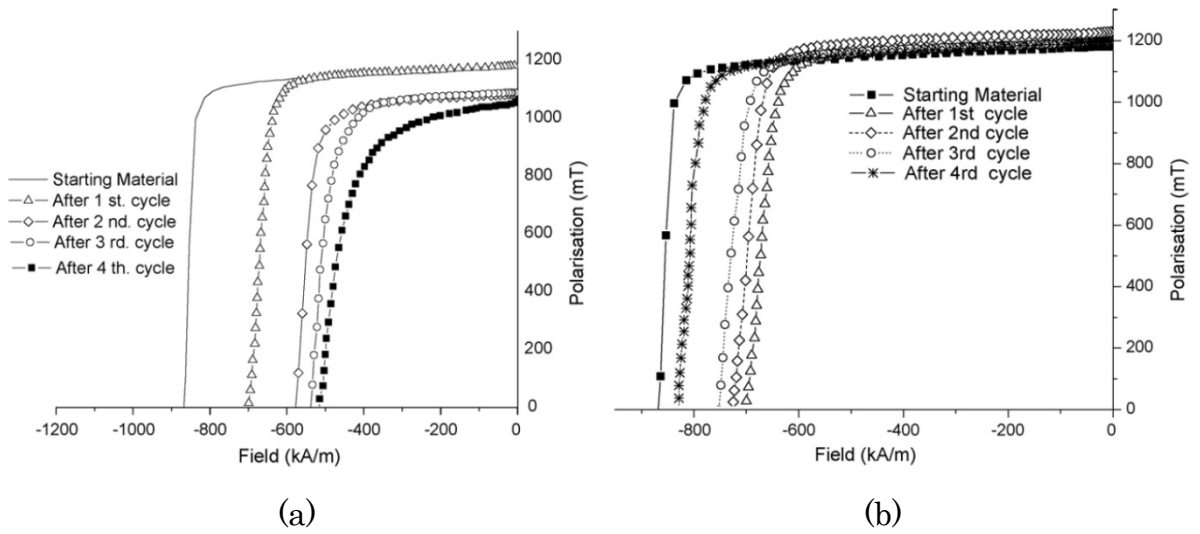 (a)
1200
1000
800
600
400
200
0
Polarisation (mT)
Starting Material
After 1 st. cycle
After 2 nd. cycle
After 3 rd. cycle
After 4 th. cycle
-1200 -1000 -800 -600 -400 -200 0
Field (kA/m)
(a)
(b)
1200
1000
800
600
400
200
0
Polarisation (mT)
Starting Material
After 1st cycle
After 2nd cycle
After 3rd cycle
After 4rd cycle
-800 -600 -400 -200 0
Field (kA/m)
(b)